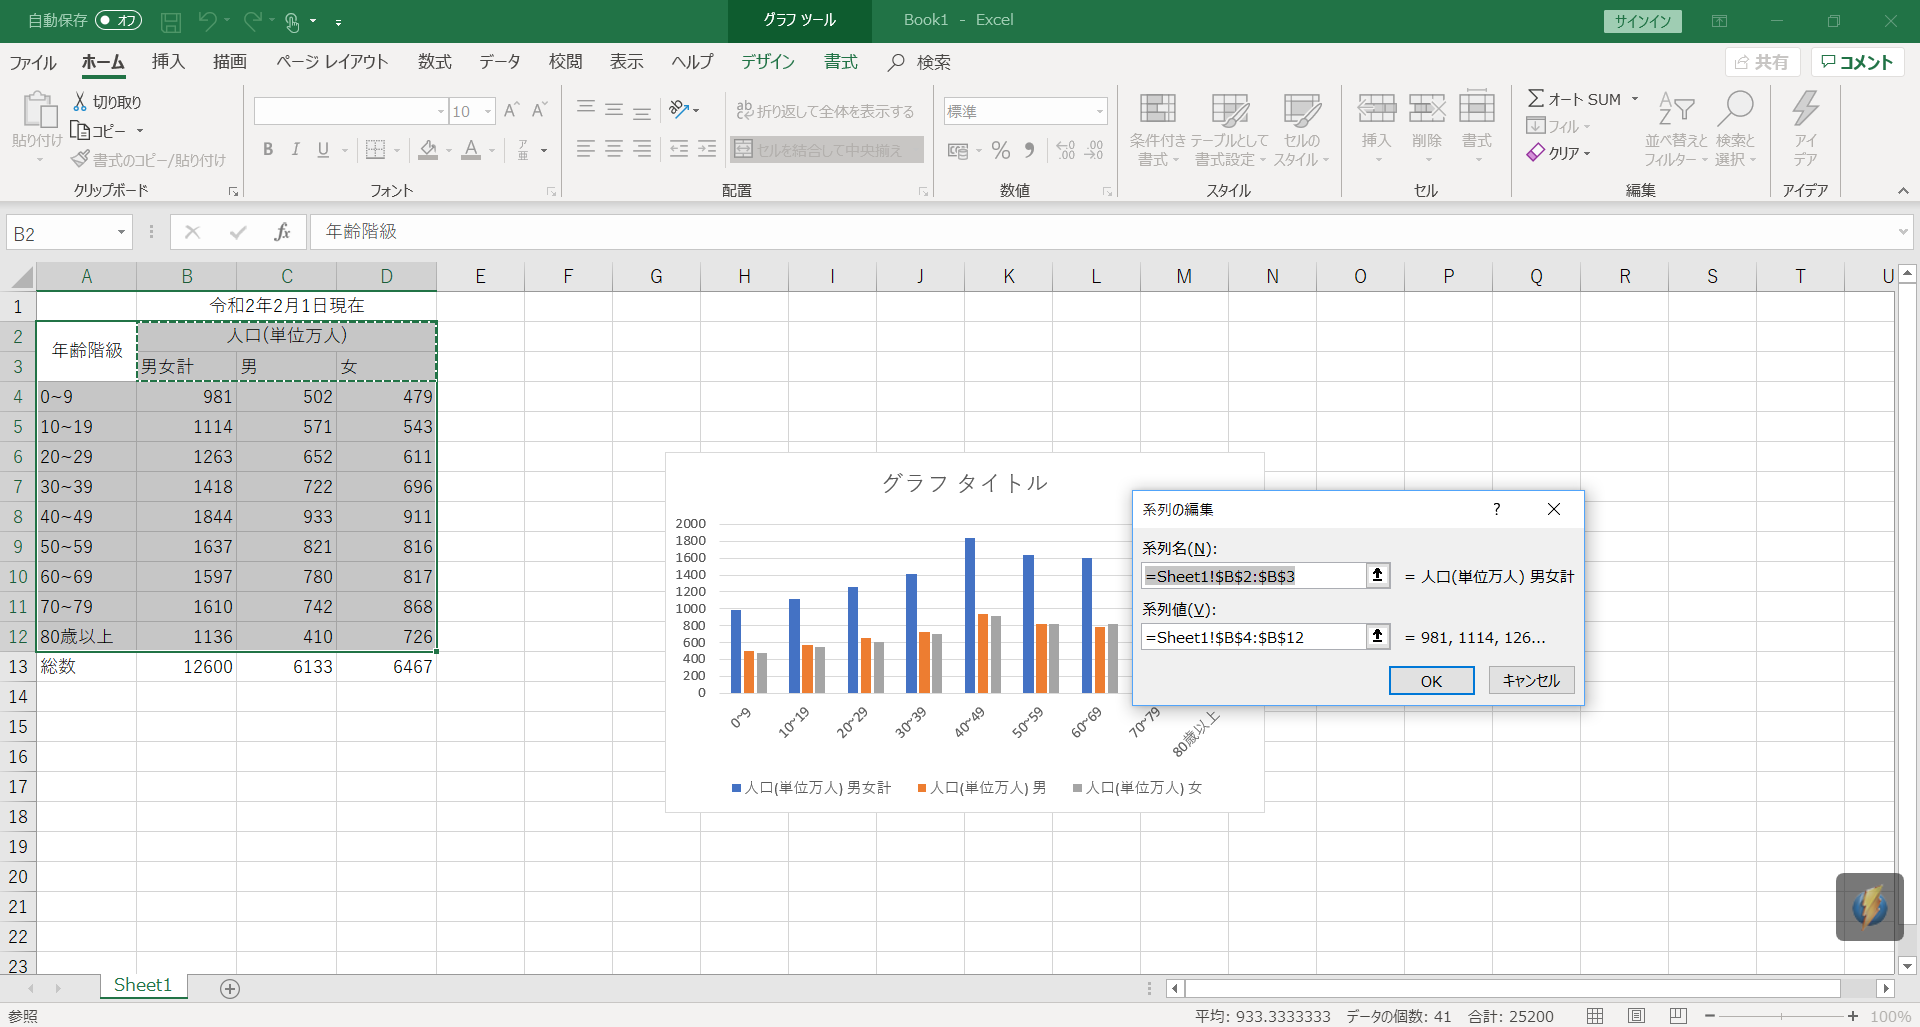 自動保存 オフ グラフ ツール Book1 - Excel サインイン
ファイル ホーム 挿入 描画 ページ レイアウト 数式 データ 校閲 表示 ヘルプ デザイン 書式 検索 共有 コメント
貼り付け 切り取り コピー 書式のコピー/貼り付け クリップボード
10 A A B I U A ア 亜 フォント
ab 折り返して全体を表示する セルを結合して中央揃え 配置
標準 % 数値
条件付き書式 テーブルとして書式設定 セルのスタイル スタイル
挿入 削除 書式 セル
オート SUM フィル クリア 並べ替えとフィルター 検索と選択 編集
アイデア アイデア
B2 fx 年齢階級
A B C D E F G H I J K L M N O P Q R S T U
1 令和2年2月1日現在
2 年齢階級 人口(単位万人)
3 男女計 男 女
4 0~9 981 502 479
5 10~19 1114 571 543
6 20~29 1263 652 611
7 30~39 1418 722 696
8 40~49 1844 933 911
9 50~59 1637 821 816
10 60~69 1597 780 817
11 70~79 1610 742 868
12 80歳以上 1136 410 726
13 総数 12600 6133 6467
14
15
16
17
18
19
20
21
22
23
グラフ タイトル
2000
1800
1600
1400
1200
1000
800
600
400
200
0
0~9 10~19 20~29 30~39 40~49 50~59 60~69 70~79 80歳以上
人口(単位万人) 男女計 人口(単位万人) 男 人口(単位万人) 女
系列の編集 ?
系列名(N):
=Sheet1!$B$2:$B$3 = 人口(単位万人) 男女計
系列値(V):
=Sheet1!$B$4:$B$12 = 981, 1114, 126...
OK キャンセル
Sheet1
参照 平均: 933.3333333 データの個数: 41 合計: 25200 100%